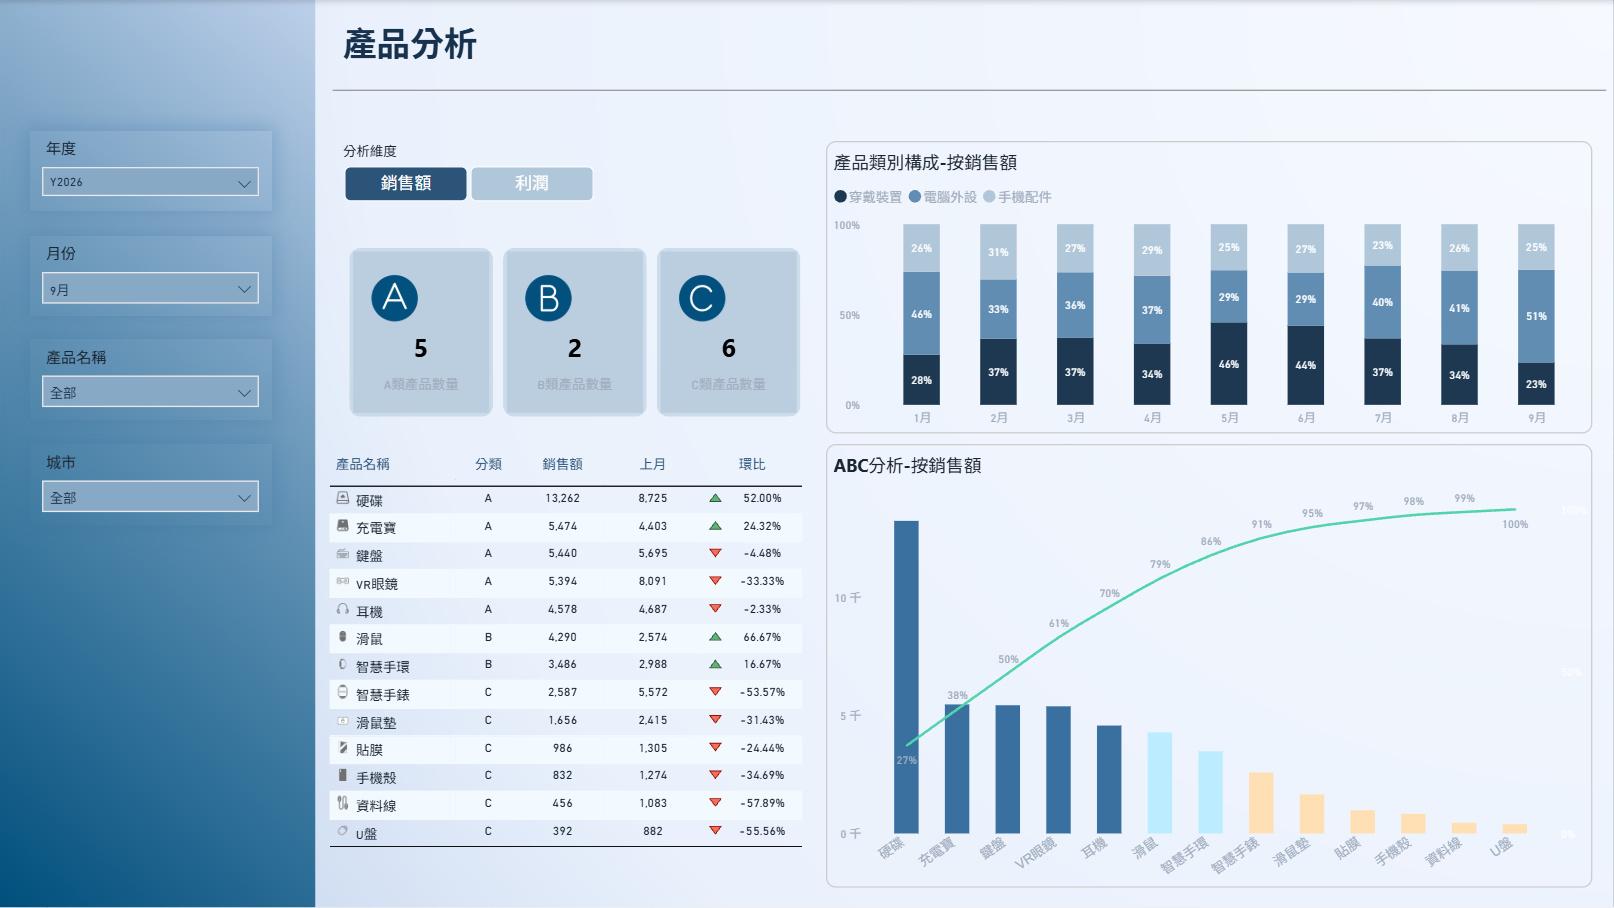 產品分析
年度
Y2026
月份
9月
產品名稱
全部
城市
全部
分析維度
銷售額 利潤
A B C
5 2 6
A類產品數量 B類產品數量 C類產品數量
產品名稱 分類 銷售額 上月 環比
硬碟 A 13,262 8,725 52.00%
充電寶 A 5,474 4,403 24.32%
鍵盤 A 5,440 5,695 -4.48%
VR眼鏡 A 5,394 8,091 -33.33%
耳機 A 4,578 4,687 -2.33%
滑鼠 B 4,290 2,574 66.67%
智慧手環 B 3,486 2,988 16.67%
智慧手錶 C 2,587 5,572 -53.57%
滑鼠墊 C 1,656 2,415 -31.43%
貼膜 C 986 1,305 -24.44%
手機殼 C 832 1,274 -34.69%
資料線 C 456 1,083 -57.89%
U盤 C 392 882 -55.56%
產品類別構成-按銷售額
穿戴裝置 電腦外設 手機配件
100%
26% 31% 27% 29% 25% 27% 23% 26% 25%
46% 33% 36% 37% 29% 29% 40% 41% 51%
50%
28% 37% 37% 34% 46% 44% 37% 34% 23%
0%
1月 2月 3月 4月 5月 6月 7月 8月 9月
ABC分析-按銷售額
27% 38% 50% 61% 70% 79% 86% 91% 95% 97% 98% 99% 100%
100%
10 千
50%
5 千
0 千
0%
硬碟 充電寶 鍵盤 VR眼鏡 耳機 滑鼠 智慧手環 智慧手錶 滑鼠墊 貼膜 手機殼 資料線 U盤